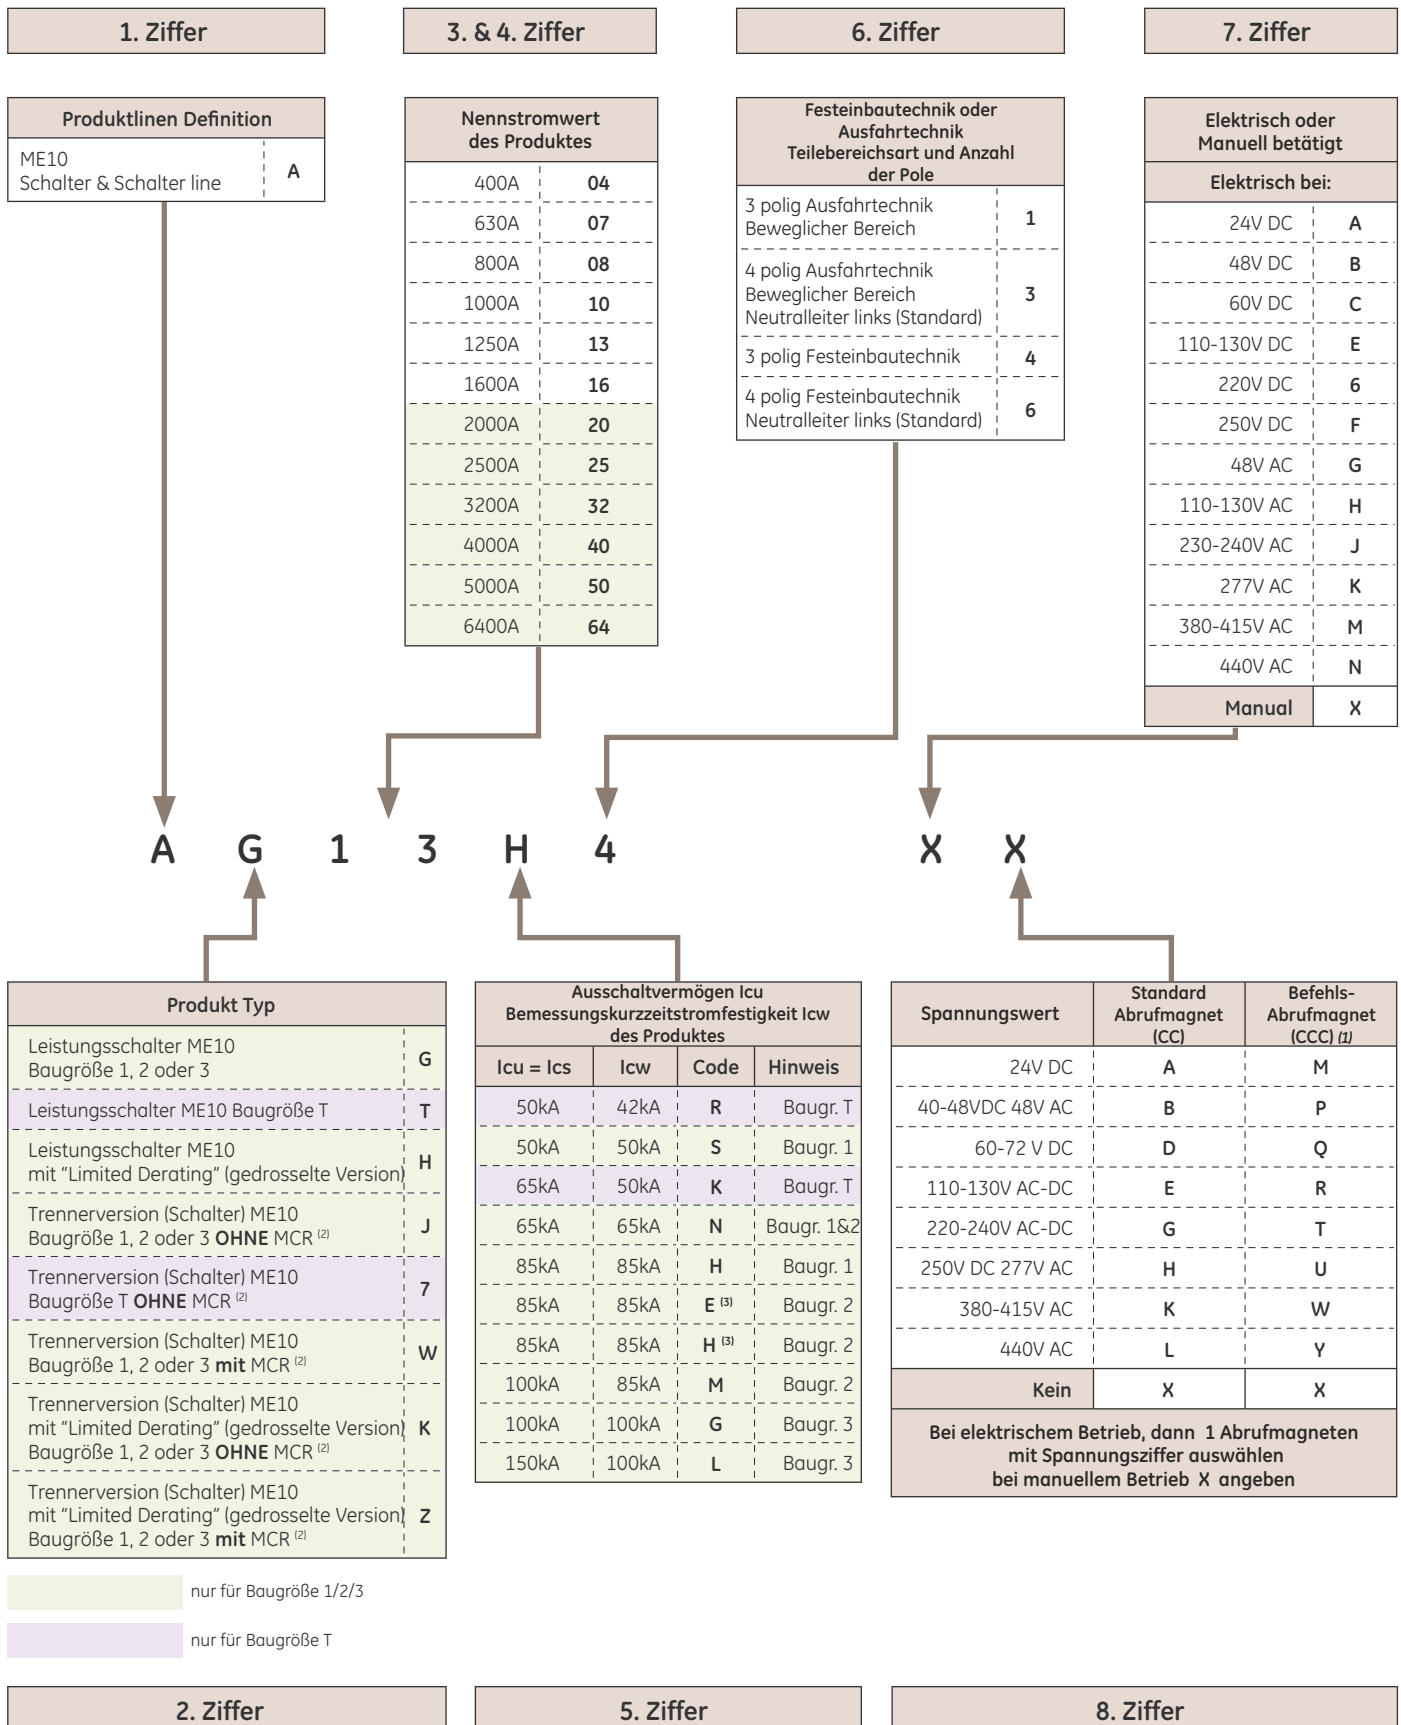 1. Ziffer
3. & 4. Ziffer
6. Ziffer
7. Ziffer
Produktlinen Definition
ME10
Schalter & Schalter line
A
Nennstromwert
des Produktes
400A 04
630A 07
800A 08
1000A 10
1250A 13
1600A 16
2000A 20
2500A 25
3200A 32
4000A 40
5000A 50
6400A 64
Festeinbautechnik oder
Ausfahrtechnik
Teilebereichsart und Anzahl
der Pole
3 polig Ausfahrtechnik
Beweglicher Bereich
1
4 polig Ausfahrtechnik
Beweglicher Bereich
Neutralleiter links (Standard)
3
3 polig Festeinbautechnik 4
4 polig Festeinbautechnik
Neutralleiter links (Standard)
6
Elektrisch oder
Manuell betätigt
Elektrisch bei:
24V DC A
48V DC B
60V DC C
110-130V DC E
220V DC 6
250V DC F
48V AC G
110-130V AC H
230-240V AC J
277V AC K
380-415V AC M
440V AC N
Manual X
A G 1 3 H 4 X X
Produkt Typ
Leistungsschalter ME10
Baugröße 1, 2 oder 3
G
Leistungsschalter ME10 Baugröße T T
Leistungsschalter ME10
mit "Limited Derating" (gedrosselte Version)
H
Trennerversion (Schalter) ME10
Baugröße 1, 2 oder 3 OHNE MCR (2)
J
Trennerversion (Schalter) ME10
Baugröße T OHNE MCR (2)
7
Trennerversion (Schalter) ME10
Baugröße 1, 2 oder 3 mit MCR (2)
W
Trennerversion (Schalter) ME10
mit "Limited Derating" (gedrosselte Version)
Baugröße 1, 2 oder 3 OHNE MCR (2)
K
Trennerversion (Schalter) ME10
mit "Limited Derating" (gedrosselte Version)
Baugröße 1, 2 oder 3 mit MCR (2)
Z
Ausschaltvermögen Icu
Bemessungskurzzeitstromfestigkeit Icw
des Produktes
Icu = Ics Icw Code Hinweis
50kA 42kA R Baugr. T
50kA 50kA S Baugr. 1
65kA 50kA K Baugr. T
65kA 65kA N Baugr. 1&2
85kA 85kA H Baugr. 1
85kA 85kA E (3) Baugr. 2
85kA 85kA H (3) Baugr. 2
100kA 85kA M Baugr. 2
100kA 100kA G Baugr. 3
150kA 100kA L Baugr. 3
Spannungswert
Standard
Abrufmagnet
(CC)
Befehls-
Abrufmagnet
(CCC) (1)
24V DC A M
40-48VDC 48V AC B P
60-72 V DC D Q
110-130V AC-DC E R
220-240V AC-DC G T
250V DC 277V AC H U
380-415V AC K W
440V AC L Y
Kein X X
Bei elektrischem Betrieb, dann 1 Abrufmagneten
mit Spannungsziffer auswählen
bei manuellem Betrieb X angeben
nur für Baugröße 1/2/3
nur für Baugröße T
2. Ziffer
5. Ziffer
8. Ziffer